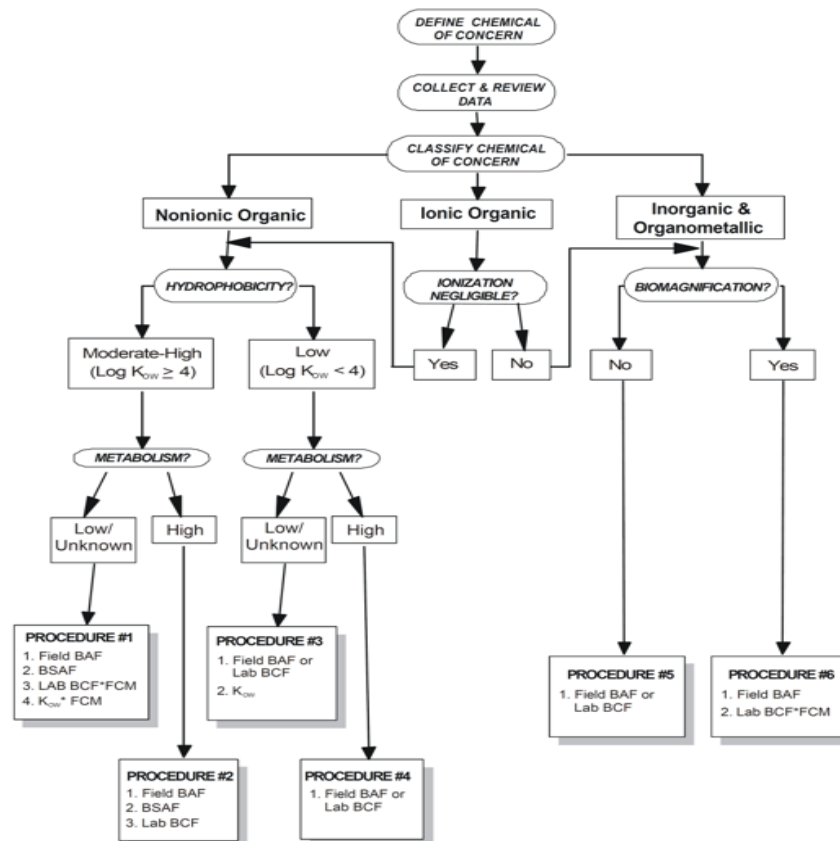 DEFINE CHEMICAL
OF CONCERN
COLLECT & REVIEW
DATA
CLASSIFY CHEMICAL
OF CONCERN
Nonionic Organic
Ionic Organic
Inorganic &
Organometallic
HYDROPHOBICITY?
IONIZATION
NEGLIGIBLE?
BIOMAGNIFICATION?
Moderate-High
(Log Kow ≥ 4)
Low
(Log Kow < 4)
Yes
No
No
Yes
METABOLISM?
METABOLISM?
Low/
Unknown
High
Low/
Unknown
High
PROCEDURE #1
1. Field BAF
2. BSAF
3. LAB BCF*FCM
4. Kow* FCM
PROCEDURE #3
1. Field BAF or
Lab BCF
2. Kow
PROCEDURE #5
1. Field BAF or
Lab BCF
PROCEDURE #6
1. Field BAF
2. Lab BCF*FCM
PROCEDURE #2
1. Field BAF
2. BSAF
3. Lab BCF
PROCEDURE #4
1. Field BAF or
Lab BCF